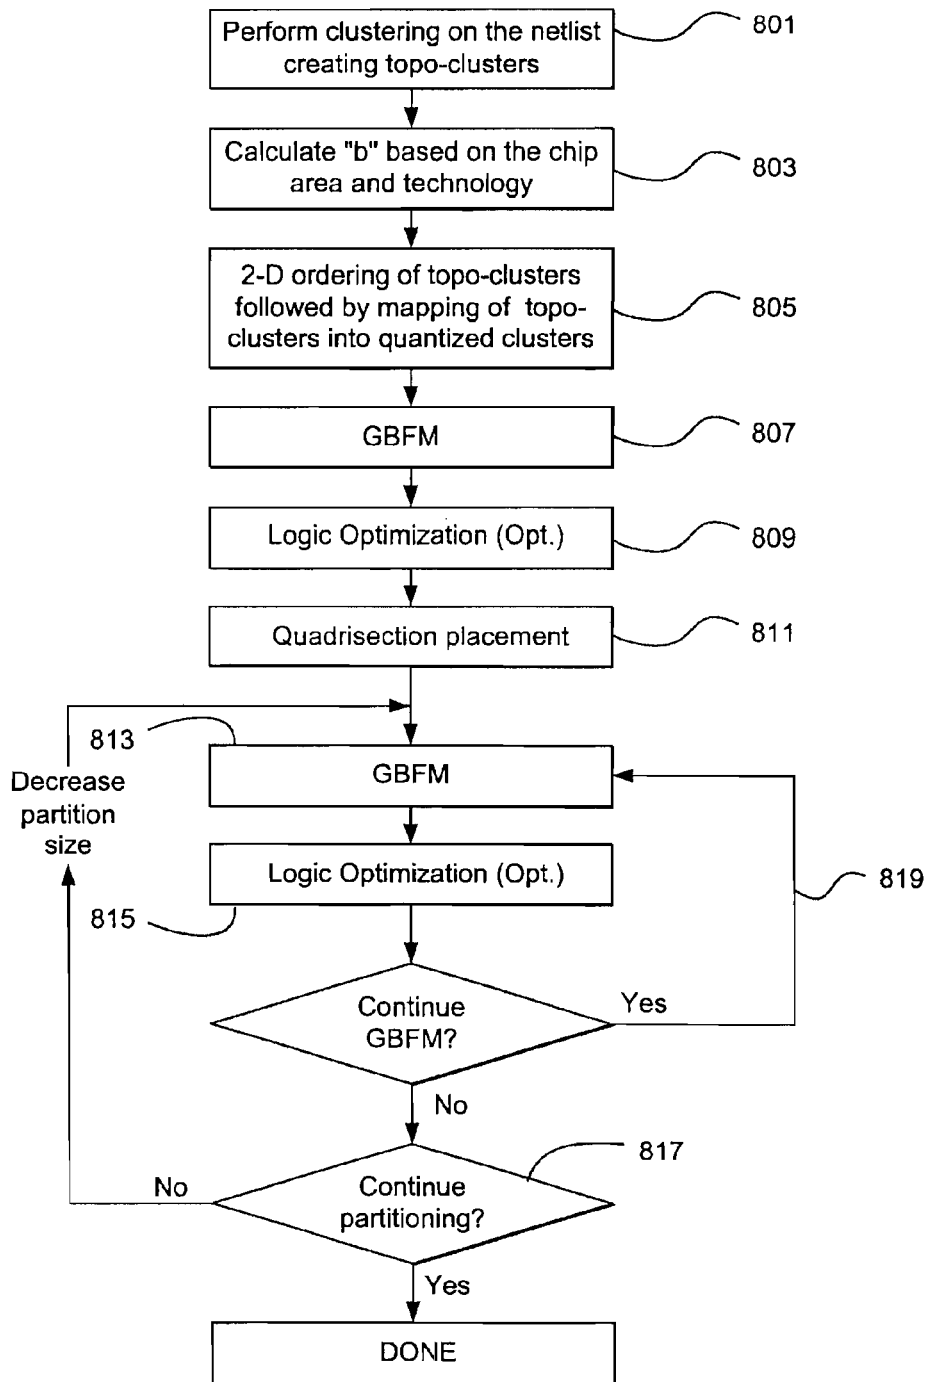 Perform clustering on the netlist
creating topo-clusters
801
Calculate "b" based on the chip
area and technology
803
2-D ordering of topo-clusters
followed by mapping of topo-
clusters into quantized clusters
805
GBFM
807
Logic Optimization (Opt.)
809
Quadrisection placement
811
813
GBFM
Decrease
partition
size
Logic Optimization (Opt.)
815
819
Continue
GBFM?
Yes
No
817
Continue
partitioning?
No
Yes
DONE